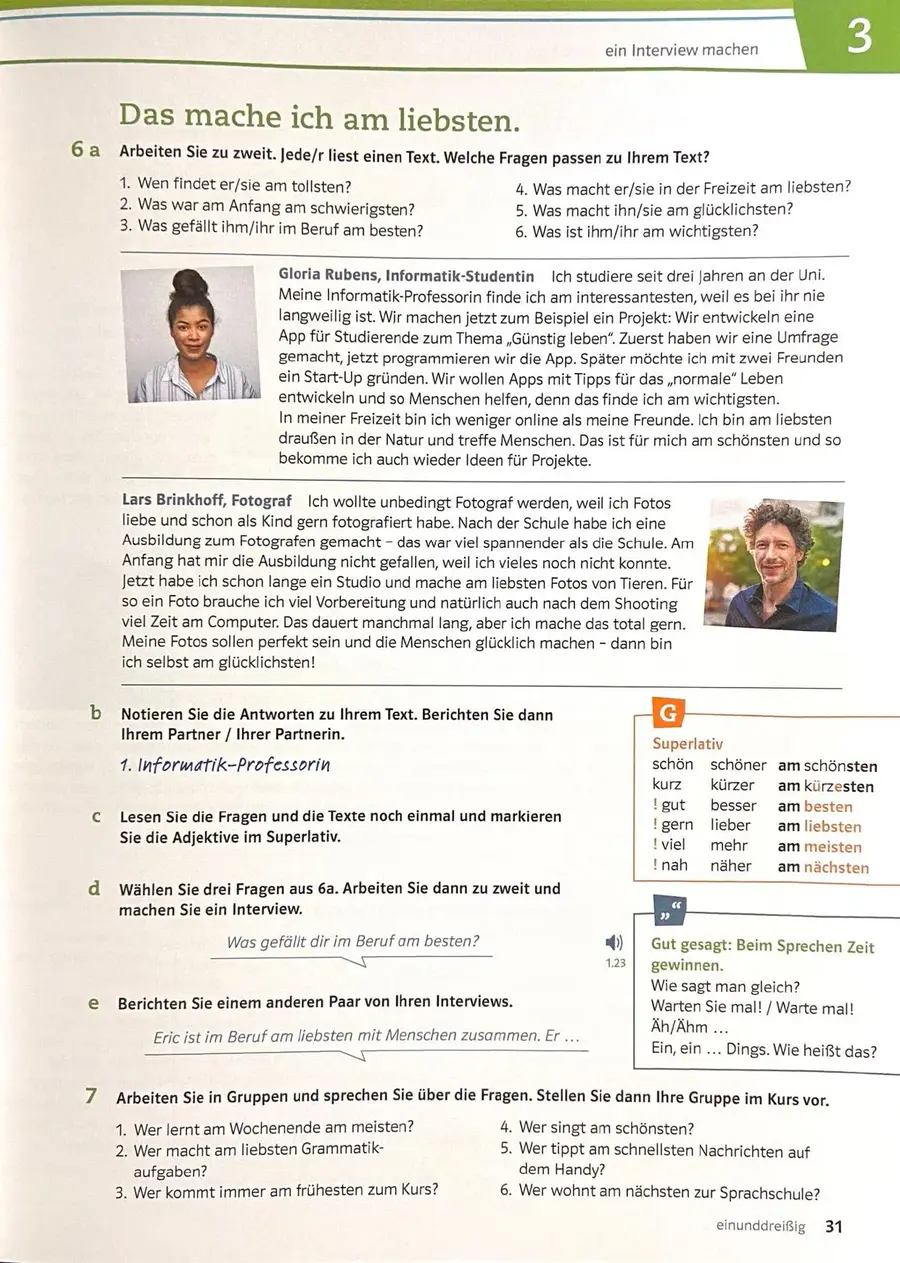 ein Interview machen
3
Das mache ich am liebsten.
6 a Arbeiten Sie zu zweit. Jede/r liest einen Text. Welche Fragen passen zu Ihrem Text?
1. Wen findet er/sie am tollsten?
2. Was war am Anfang am schwierigsten?
3. Was gefällt ihm/ihr im Beruf am besten?
4. Was macht er/sie in der Freizeit am liebsten?
5. Was macht ihn/sie am glücklichsten?
6. Was ist ihm/ihr am wichtigsten?
Gloria Rubens, Informatik-Studentin Ich studiere seit drei Jahren an der Uni.
Meine Informatik-Professorin finde ich am interessantesten, weil es bei ihr nie
langweilig ist. Wir machen jetzt zum Beispiel ein Projekt: Wir entwickeln eine
App für Studierende zum Thema „Günstig leben“. Zuerst haben wir eine Umfrage
gemacht, jetzt programmieren wir die App. Später möchte ich mit zwei Freunden
ein Start-Up gründen. Wir wollen Apps mit Tipps für das „normale“ Leben
entwickeln und so Menschen helfen, denn das finde ich am wichtigsten.
In meiner Freizeit bin ich weniger online als meine Freunde. Ich bin am liebsten
draußen in der Natur und treffe Menschen. Das ist für mich am schönsten und so
bekomme ich auch wieder Ideen für Projekte.
Lars Brinkhoff, Fotograf Ich wollte unbedingt Fotograf werden, weil ich Fotos
liebe und schon als Kind gern fotografiert habe. Nach der Schule habe ich eine
Ausbildung zum Fotografen gemacht – das war viel spannender als die Schule. Am
Anfang hat mir die Ausbildung nicht gefallen, weil ich vieles noch nicht konnte.
Jetzt habe ich schon lange ein Studio und mache am liebsten Fotos von Tieren. Für
so ein Foto brauche ich viel Vorbereitung und natürlich auch nach dem Shooting
viel Zeit am Computer. Das dauert manchmal lang, aber ich mache das total gern.
Meine Fotos sollen perfekt sein und die Menschen glücklich machen – dann bin
ich selbst am glücklichsten!
b Notieren Sie die Antworten zu Ihrem Text. Berichten Sie dann
Ihrem Partner / Ihrer Partnerin.
1. Informatik-Professorin
c Lesen Sie die Fragen und die Texte noch einmal und markieren
Sie die Adjektive im Superlativ.
d Wählen Sie drei Fragen aus 6a. Arbeiten Sie dann zu zweit und
machen Sie ein Interview.
Was gefällt dir im Beruf am besten?
e Berichten Sie einem anderen Paar von Ihren Interviews.
Eric ist im Beruf am liebsten mit Menschen zusammen. Er ...
G
Superlativ
schön schöner am schönsten
kurz kürzer am kürzesten
! gut besser am besten
! gern lieber am liebsten
! viel mehr am meisten
! nah näher am nächsten
„ “
1.23
Gut gesagt: Beim Sprechen Zeit
gewinnen.
Wie sagt man gleich?
Warten Sie mal! / Warte mal!
Äh/Ähm ...
Ein, ein ... Dings. Wie heißt das?
7 Arbeiten Sie in Gruppen und sprechen Sie über die Fragen. Stellen Sie dann Ihre Gruppe im Kurs vor.
1. Wer lernt am Wochenende am meisten?
2. Wer macht am liebsten Grammatik-
aufgaben?
3. Wer kommt immer am frühesten zum Kurs?
4. Wer singt am schönsten?
5. Wer tippt am schnellsten Nachrichten auf
dem Handy?
6. Wer wohnt am nächsten zur Sprachschule?
einunddreißig 31